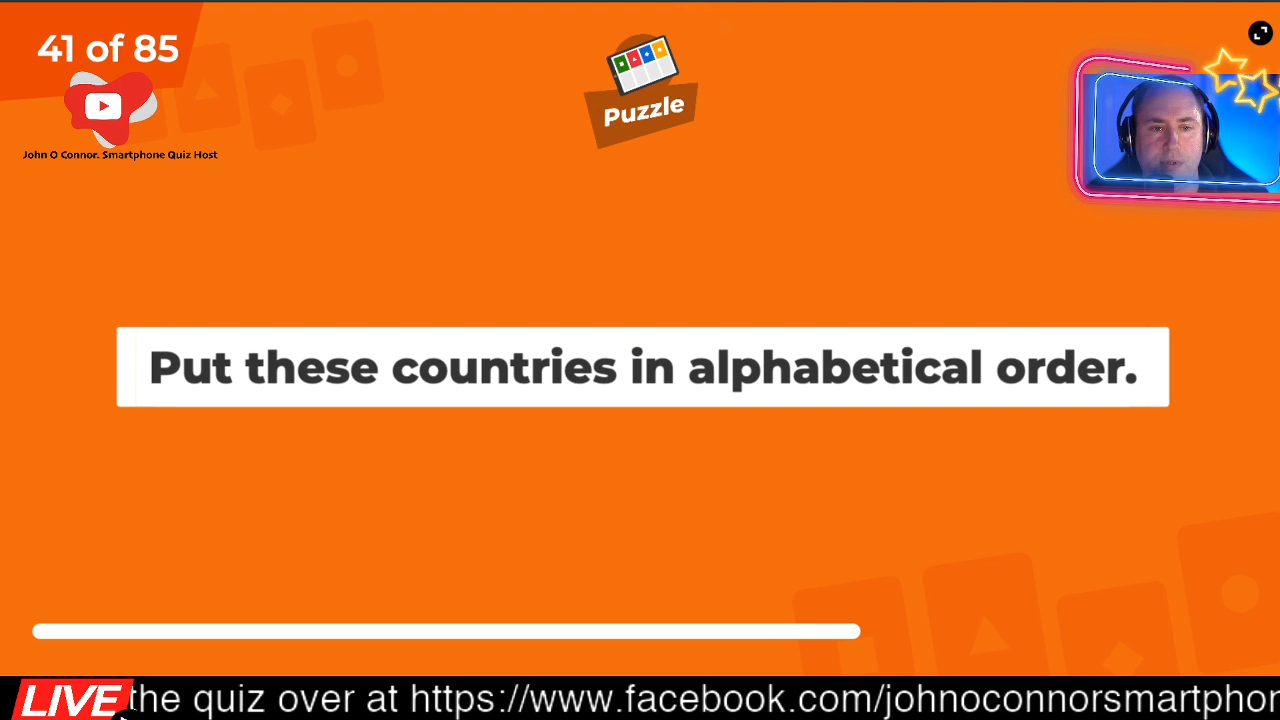 41 of 85
Puzzle
John O Connor. Smartphone Quiz Host
Put these countries in alphabetical order.
LIVE the quiz over at https://www.facebook.com/johnoconnorsmartphon